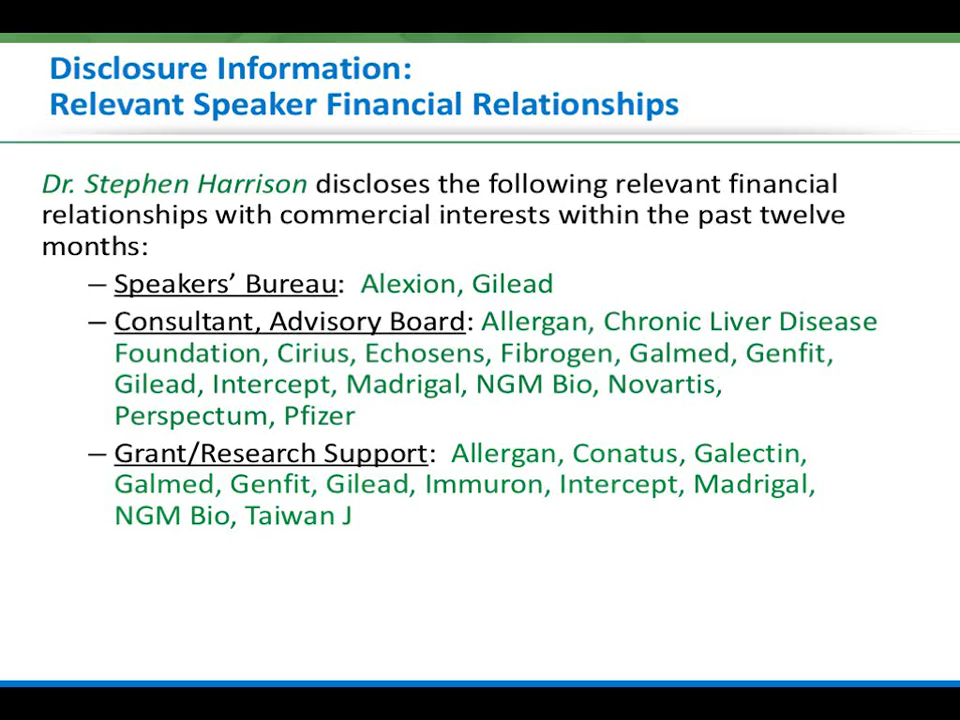 Disclosure Information:
Relevant Speaker Financial Relationships
Dr. Stephen Harrison discloses the following relevant financial
relationships with commercial interests within the past twelve
months:
– Speakers’ Bureau:  Alexion, Gilead
– Consultant, Advisory Board: Allergan, Chronic Liver Disease
Foundation, Cirius, Echosens, Fibrogen, Galmed, Genfit,
Gilead, Intercept, Madrigal, NGM Bio, Novartis,
Perspectum, Pfizer
– Grant/Research Support:  Allergan, Conatus, Galectin,
Galmed, Genfit, Gilead, Immuron, Intercept, Madrigal,
NGM Bio, Taiwan J